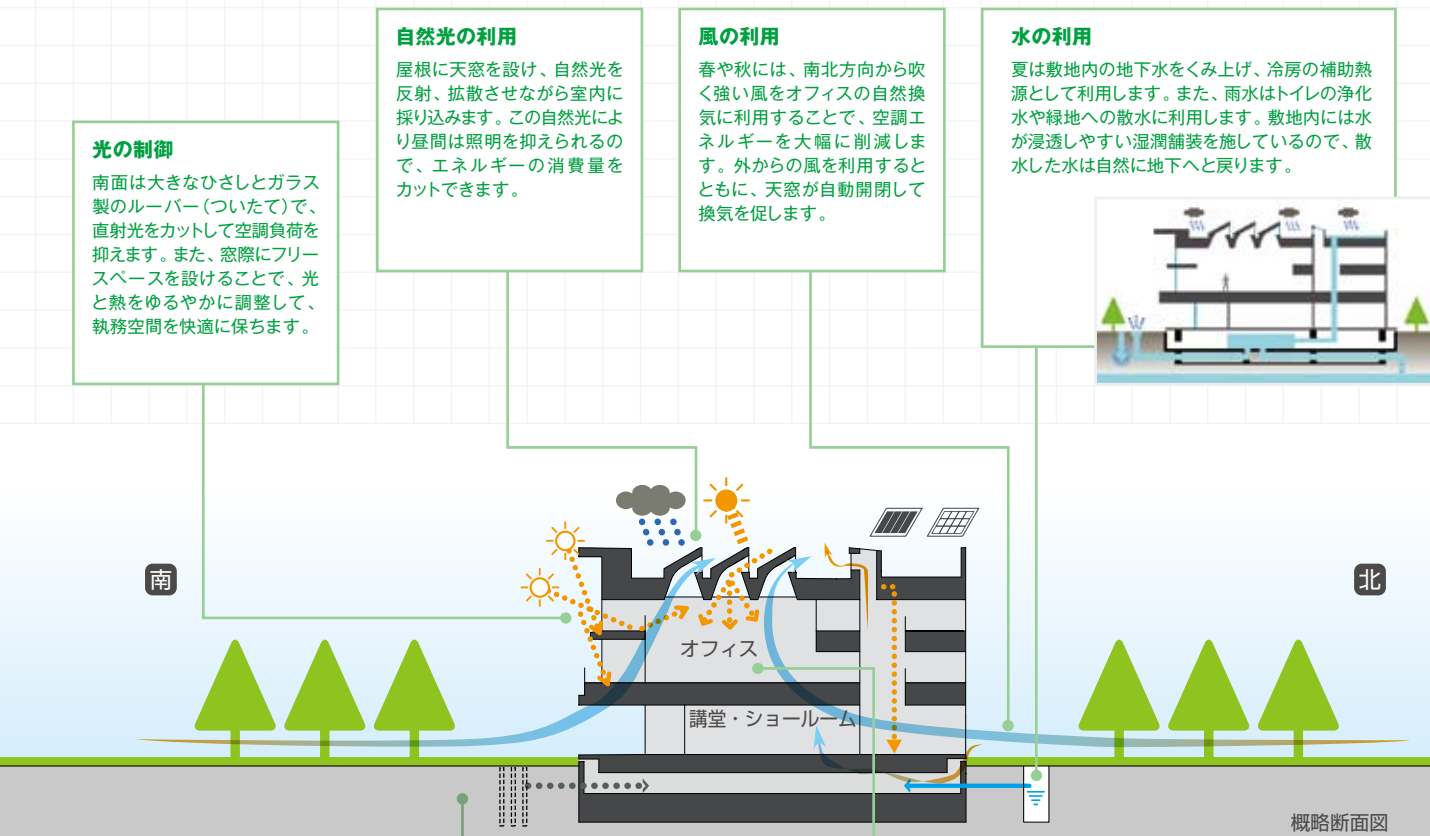 光の制御
南面は大きなひさしとガラス
製のルーバー（ついたて）で、
直射光をカットして空調負荷を
抑えます。また、窓際にフリー
スペースを設けることで、光
と熱をゆるやかに調整して、
執務空間を快適に保ちます。
自然光の利用
屋根に天窓を設け、自然光を
反射、拡散させながら室内に
採り込みます。この自然光によ
り昼間は照明を抑えられるの
で、エネルギーの消費量を
カットできます。
風の利用
春や秋には、南北方向から吹
く強い風をオフィスの自然換
気に利用することで、空調エ
ネルギーを大幅に削減しま
す。外からの風を利用すると
ともに、天窓が自動開閉して
換気を促します。
水の利用
夏は敷地内の地下水をくみ上げ、冷房の補助熱
源として利用します。また、雨水はトイレの浄化
水や緑地への散水に利用します。敷地内には水
が浸透しやすい湿潤舗装を施しているので、散
水した水は自然に地下へと戻ります。
南
北
オフィス
講堂・ショールーム
概略断面図